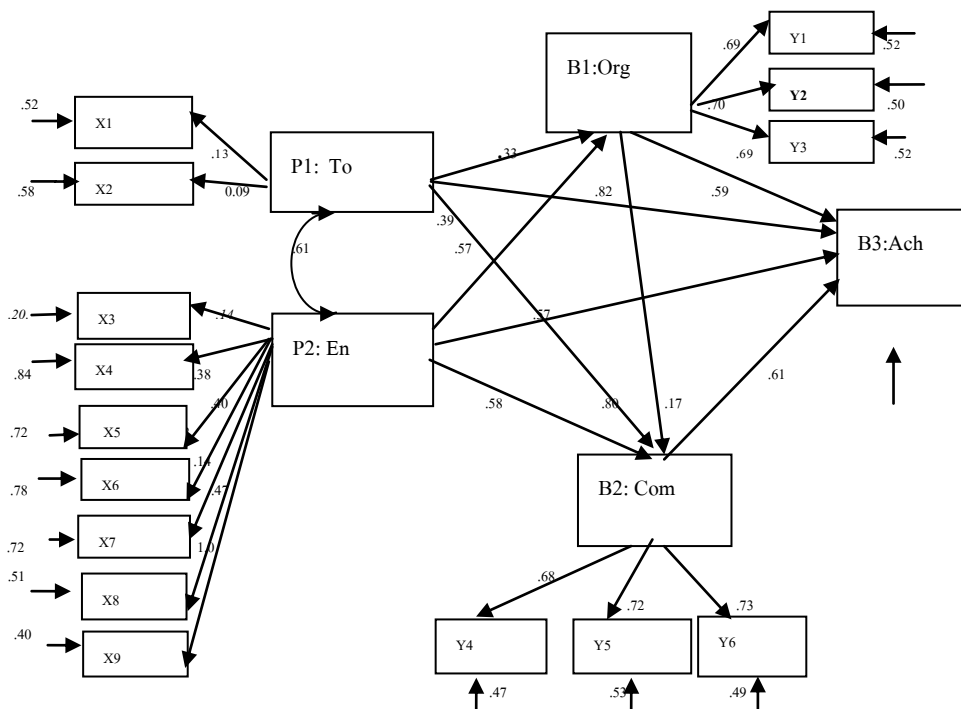 B1:Org
.69
Y1
.52
.70
Y2
.50
.69
Y3
.52
.52
X1
.13
.58
X2
0.09
P1: To
.33
.82
.59
.39
.57
.61
B3:Ach
.20.
X3
.14
P2: En
.57
.84
X4
.38
.58
.80
.17
.61
.40
.72
X5
.14
.78
X6
.47
B2: Com
.72
X7
1.0
.51
X8
.68
.72
.73
.40
X9
Y4
Y5
Y6
.47
.53
.49